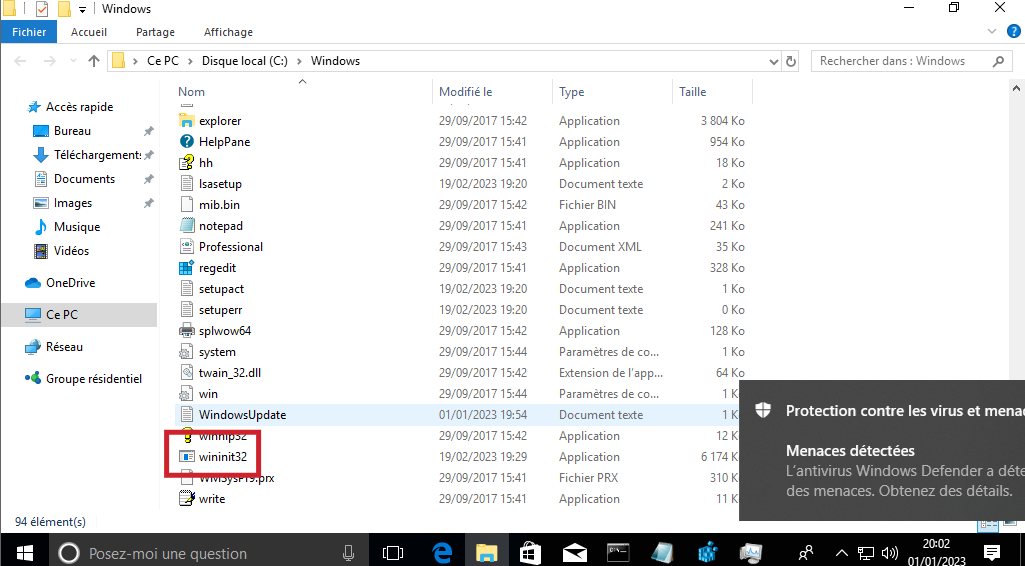 Windows
Fichier Accueil Partage Affichage
Ce PC Disque local (C:) Windows Rechercher dans : Windows
Nom Modifié le Type Taille
Accès rapide
Bureau
Téléchargements
Documents
Images
Musique
Vidéos
OneDrive
Ce PC
Réseau
Groupe résidentiel
explorer 29/09/2017 15:42 Application 3 804 Ko
HelpPane 29/09/2017 15:41 Application 954 Ko
hh 29/09/2017 15:41 Application 18 Ko
lsasetup 19/02/2023 19:20 Document texte 2 Ko
mib.bin 29/09/2017 15:42 Fichier BIN 43 Ko
notepad 29/09/2017 15:41 Application 241 Ko
Professional 29/09/2017 15:43 Document XML 35 Ko
regedit 29/09/2017 15:41 Application 328 Ko
setupact 19/02/2023 19:20 Document texte 1 Ko
setuperr 19/02/2023 19:20 Document texte 0 Ko
splwow64 29/09/2017 15:42 Application 128 Ko
system 29/09/2017 15:44 Paramètres de co... 1 Ko
twain_32.dll 29/09/2017 15:42 Extension de l'app... 64 Ko
win 29/09/2017 15:44 Paramètres de co... 1 K
WindowsUpdate 01/01/2023 19:54 Document texte 1 K
winhlp32 29/09/2017 15:42 Application 12 K
wininit32 19/02/2023 19:29 Application 6 174 K
WMSysPr9.prx 29/09/2017 15:42 Fichier PRX 310 K
write 29/09/2017 15:42 Application 11 K
94 élément(s)
Protection contre les virus et menac
Menaces détectées
L'antivirus Windows Defender a déte
des menaces. Obtenez des détails.
Posez-moi une question
20:02
01/01/2023